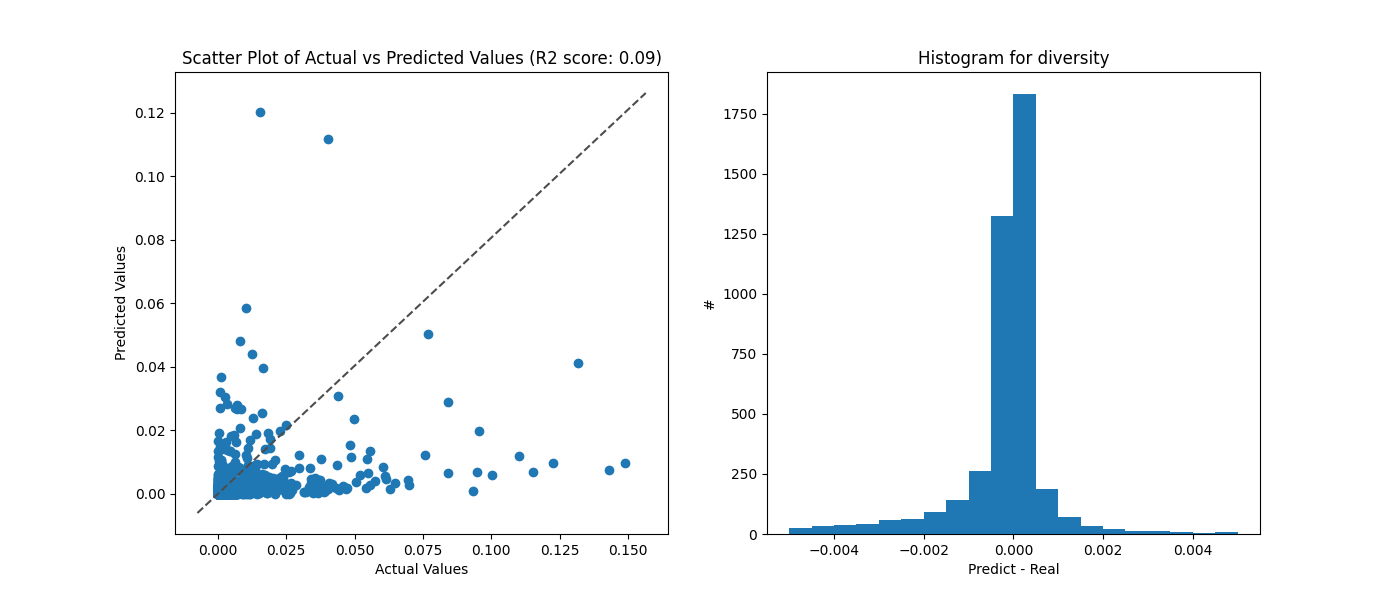 Scatter Plot of Actual vs Predicted Values (R2 score: 0.09)
Predicted Values
0.12
0.10
0.08
0.06
0.04
0.02
0.00
0.000 0.025 0.050 0.075 0.100 0.125 0.150
Actual Values
Histogram for diversity
#
1750
1500
1250
1000
750
500
250
0
−0.004 −0.002 0.000 0.002 0.004
Predict - Real